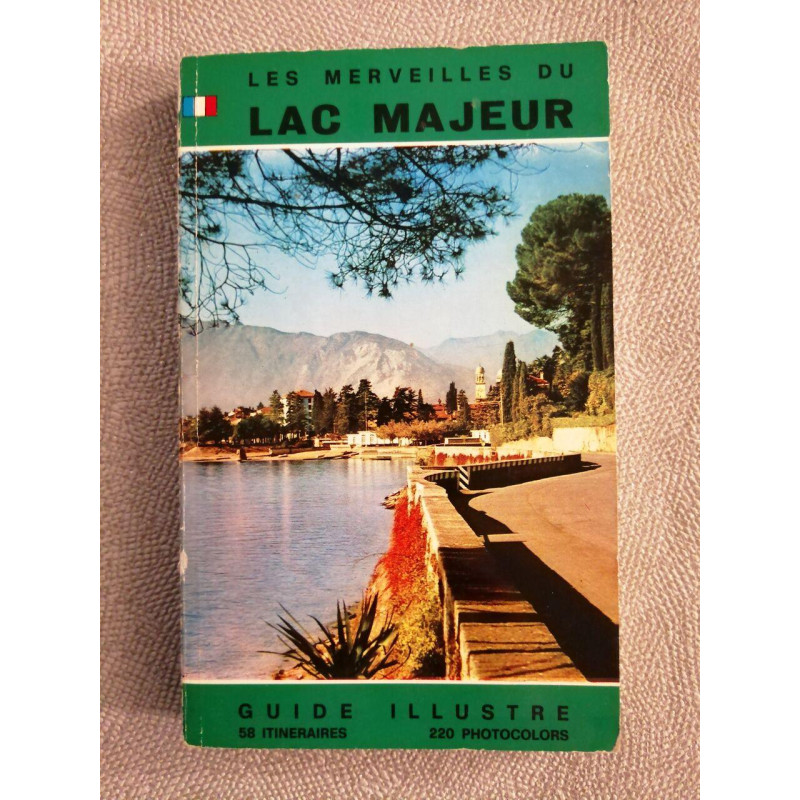 LES MERVEILLES DU
LAC MAJEUR
GUIDE ILLUSTRE
58 ITINERAIRES 220 PHOTOCOLORS